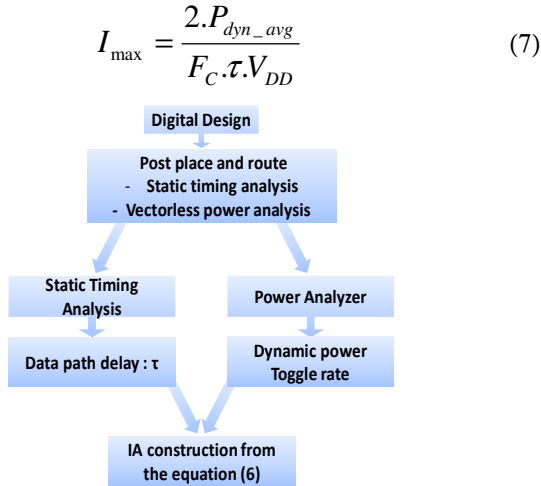 I_max = 2.P_dyn_avg / F_C.τ.V_DD (7)
Digital Design
Post place and route
- Static timing analysis
- Vectorless power analysis
Static Timing
Analysis
Power Analyzer
Data path delay : τ
Dynamic power
Toggle rate
IA construction from
the equation (6)